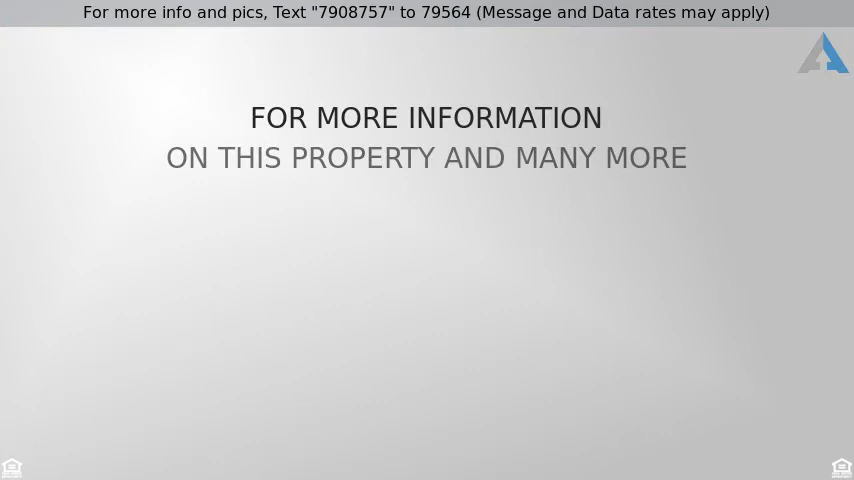 For more info and pics, Text "7908757" to 79564 (Message and Data rates may apply)
FOR MORE INFORMATION
ON THIS PROPERTY AND MANY MORE